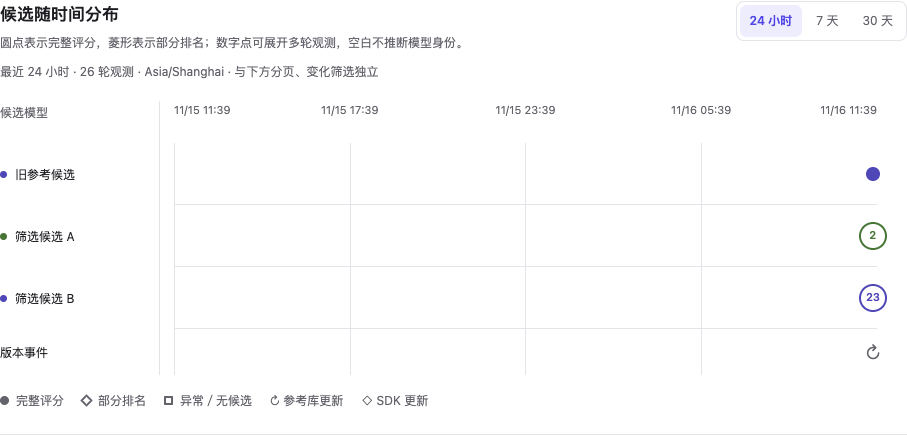 候选随时间分布
24 小时 7 天 30 天
圆点表示完整评分，菱形表示部分排名；数字点可展开多轮观测，空白不推断模型身份。
最近 24 小时 · 26 轮观测 · Asia/Shanghai · 与下方分页、变化筛选独立
候选模型 11/15 11:39 11/15 17:39 11/15 23:39 11/16 05:39 11/16 11:39
旧参考候选
筛选候选 A 2
筛选候选 B 23
版本事件
完整评分 部分排名 异常 / 无候选 参考库更新 SDK 更新